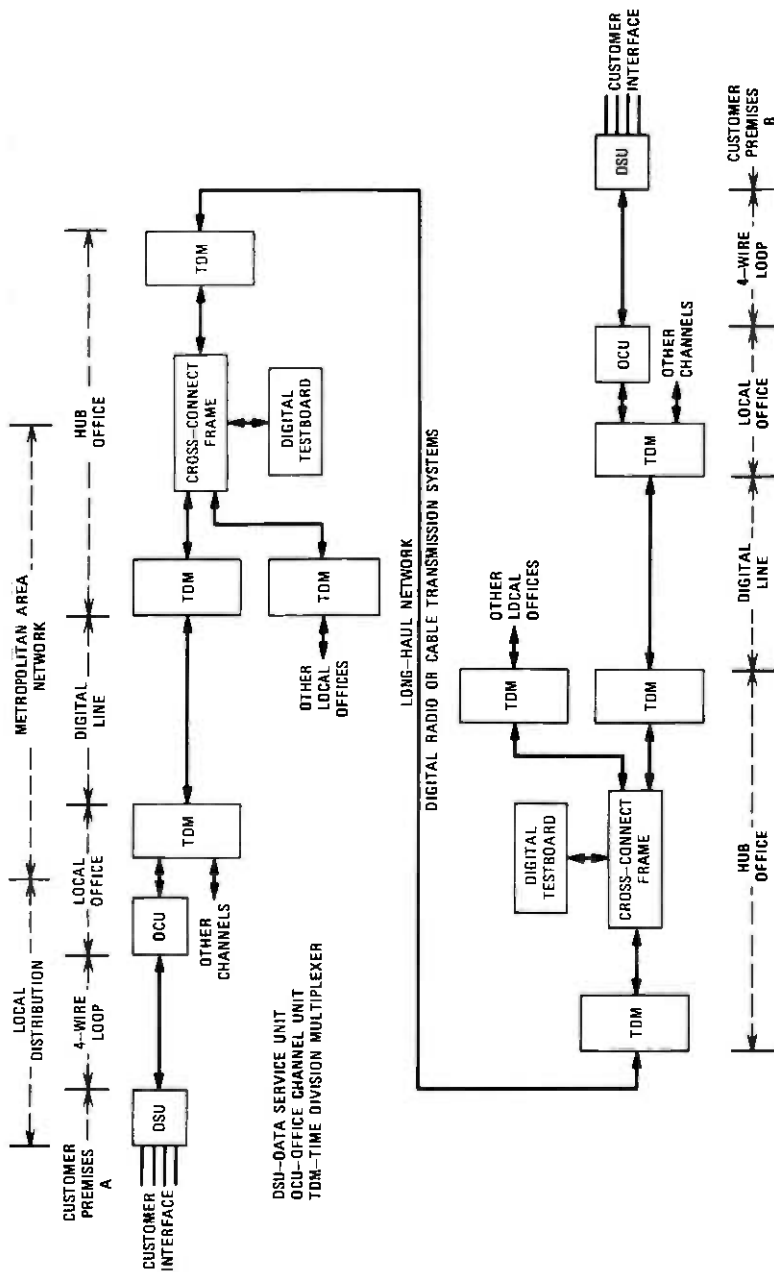 METROPOLITAN AREA
NETWORK
LOCAL
DISTRIBUTION
CUSTOMER
PREMISES
A
4-WIRE
LOOP
LOCAL
OFFICE
DIGITAL
LINE
HUB
OFFICE
CUSTOMER
INTERFACE
DSU
OCU
OTHER
CHANNELS
TDM
TDM
TDM
OTHER
LOCAL
OFFICES
CROSS-CONNECT
FRAME
DIGITAL
TESTBOARD
TDM
DSU-DATA SERVICE UNIT
OCU-OFFICE CHANNEL UNIT
TDM-TIME DIVISION MULTIPLEXER
LONG-HAUL NETWORK
DIGITAL RADIO OR CABLE TRANSMISSION SYSTEMS
TDM
DIGITAL
TESTBOARD
CROSS-CONNECT
FRAME
TDM
OTHER
LOCAL
OFFICES
TDM
TDM
OTHER
CHANNELS
OCU
DSU
CUSTOMER
INTERFACE
HUB
OFFICE
DIGITAL
LINE
LOCAL
OFFICE
4-WIRE
LOOP
CUSTOMER
PREMISES
B